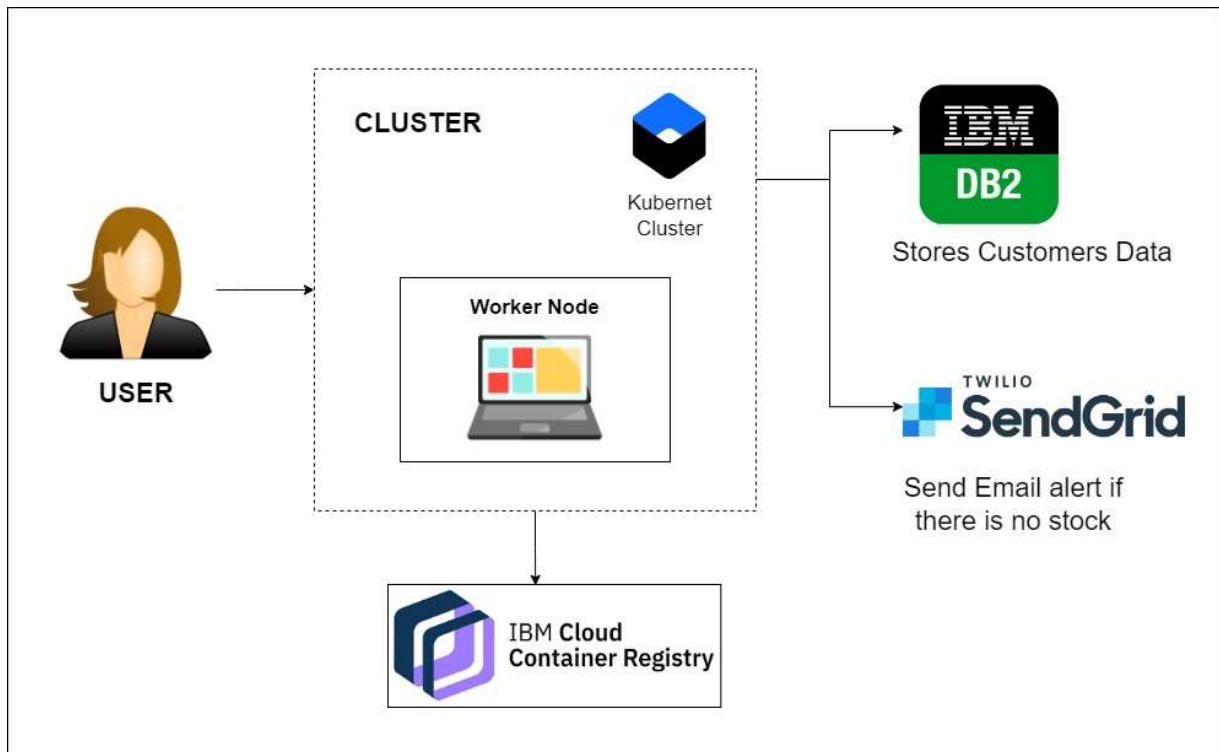 CLUSTER
Kubernet
Cluster
Worker Node
USER
IBM
DB2
Stores Customers Data
TWILIO
SendGrid
Send Email alert if
there is no stock
IBM Cloud
Container Registry